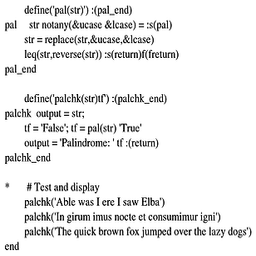 define('pal(str)') :(pal_end)
pal str notany(&ucase &lcase) = :s(pal)
str = replace(str,&ucase,&lcase)
leq(str,reverse(str)) :s(return)f(freturn)
pal_end
define('palchk(str)tf') :(palchk_end)
palchk output = str;
tf = 'False'; tf = pal(str) 'True'
output = 'Palindrome: ' tf :(return)
palchk_end
* # Test and display
palchk('Able was I ere I saw Elba')
palchk('In girum imus nocte et consumimur igni')
palchk('The quick brown fox jumped over the lazy dogs')
end